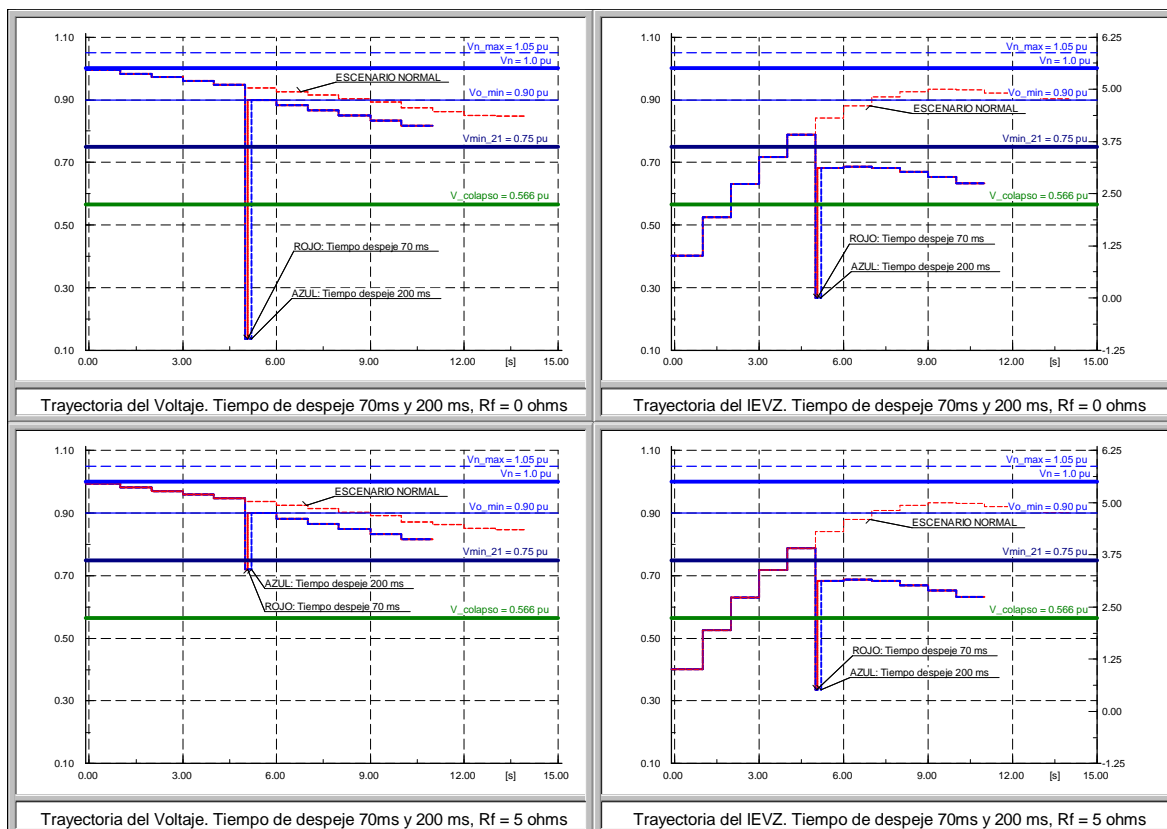 1.10
0.90
0.70
0.50
0.30
0.10
0.00 3.00 6.00 9.00 12.00 [s] 15.00
Vn_max = 1.05 pu
Vn = 1.0 pu
ESCENARIO NORMAL
Vo_min = 0.90 pu
Vmin_21 = 0.75 pu
V_colapso = 0.566 pu
ROJO: Tiempo despeje 70 ms
AZUL: Tiempo despeje 200 ms
Trayectoria del Voltaje. Tiempo de despeje 70ms y 200 ms, Rf = 0 ohms
1.10
0.90
0.70
0.50
0.30
0.10
0.00 3.00 6.00 9.00 12.00 [s] 15.00
6.25
5.00
3.75
2.50
1.25
0.00
-1.25
Vn_max = 1.05 pu
Vn = 1.0 pu
Vo_min = 0.90 pu
ESCENARIO NORMAL
Vmin_21 = 0.75 pu
V_colapso = 0.566 pu
ROJO: Tiempo despeje 70 ms
AZUL: Tiempo despeje 200 ms
Trayectoria del IEVZ. Tiempo de despeje 70ms y 200 ms, Rf = 0 ohms
1.10
0.90
0.70
0.50
0.30
0.10
0.00 3.00 6.00 9.00 12.00 [s] 15.00
Vn_max = 1.05 pu
Vn = 1.0 pu
ESCENARIO NORMAL
Vo_min = 0.90 pu
Vmin_21 = 0.75 pu
AZUL: Tiempo despeje 200 ms
ROJO: Tiempo despeje 70 ms
V_colapso = 0.566 pu
Trayectoria del Voltaje. Tiempo de despeje 70ms y 200 ms, Rf = 5 ohms
1.10
0.90
0.70
0.50
0.30
0.10
0.00 3.00 6.00 9.00 12.00 [s] 15.00
6.25
5.00
3.75
2.50
1.25
0.00
-1.25
Vn_max = 1.05 pu
Vn = 1.0 pu
Vo_min = 0.90 pu
ESCENARIO NORMAL
Vmin_21 = 0.75 pu
V_colapso = 0.566 pu
ROJO: Tiempo despeje 70 ms
AZUL: Tiempo despeje 200 ms
Trayectoria del IEVZ. Tiempo de despeje 70ms y 200 ms, Rf = 5 ohms